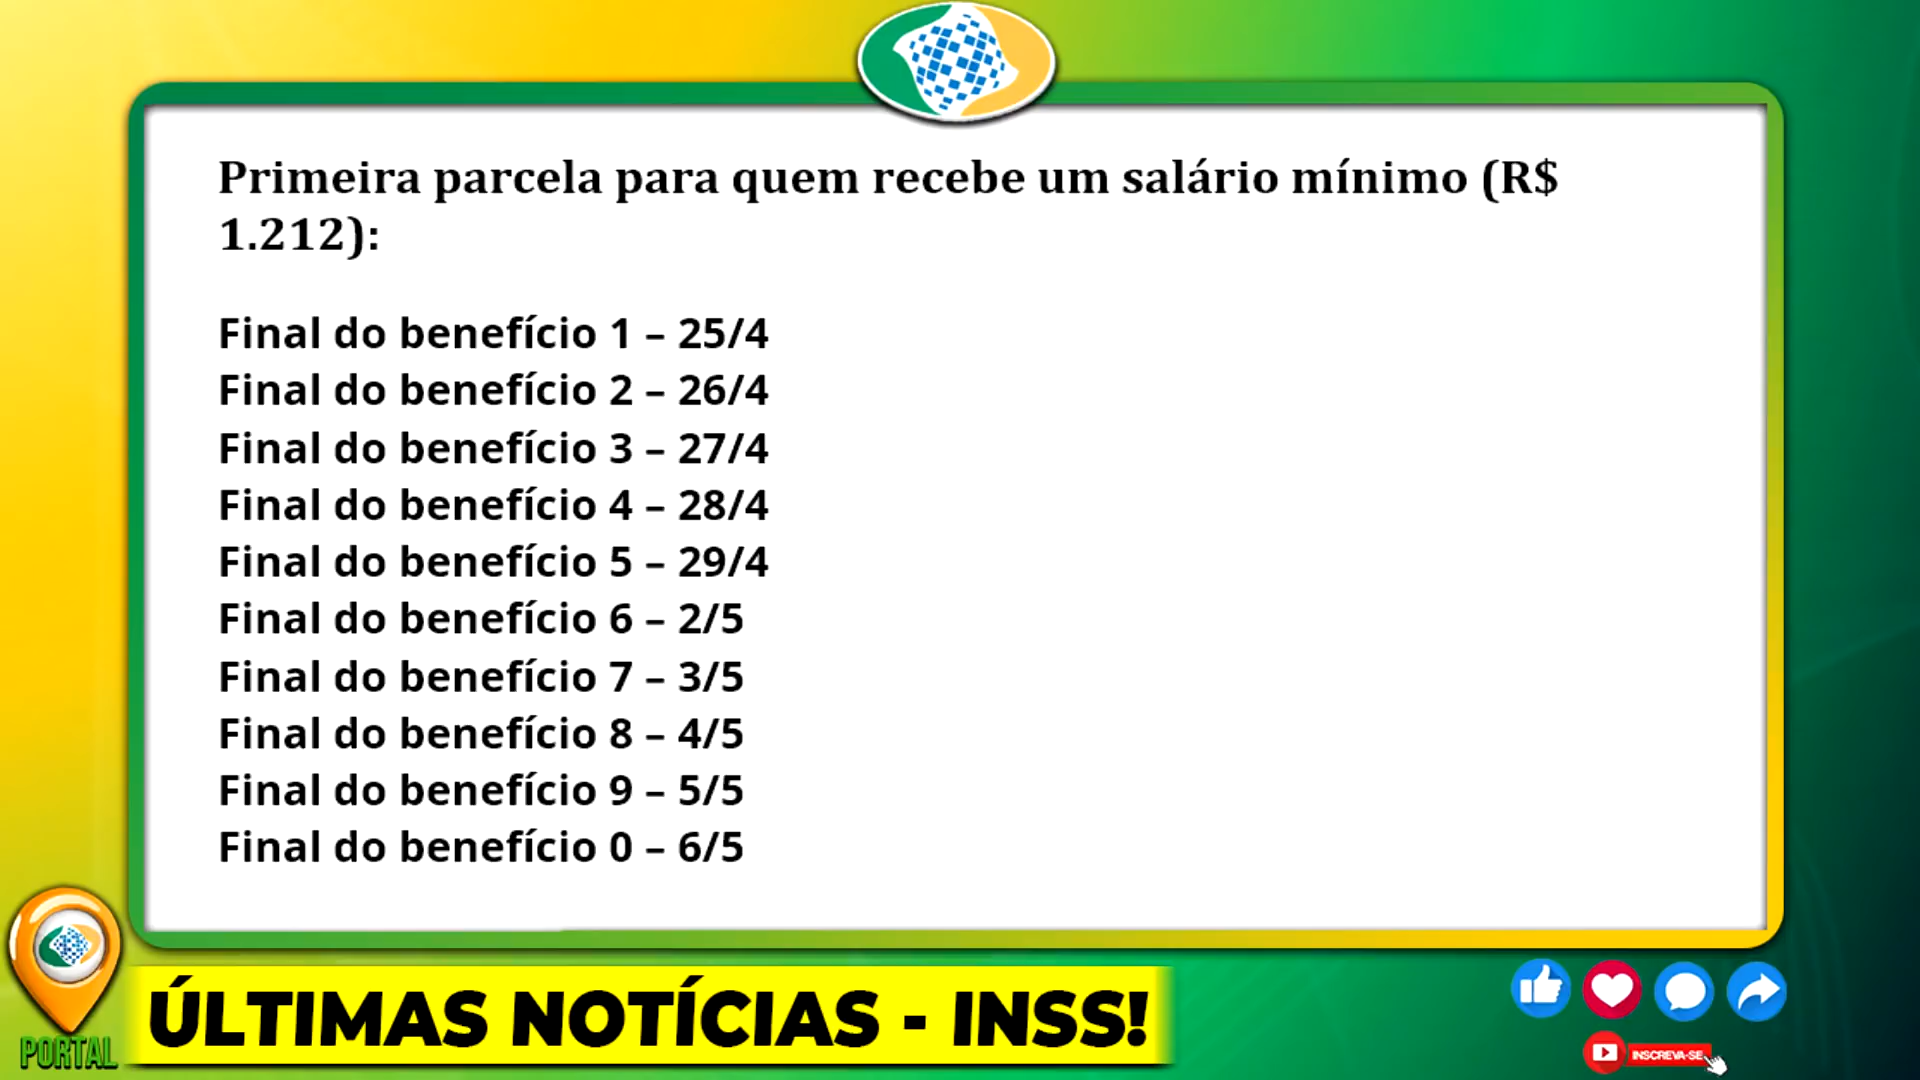 Primeira parcela para quem recebe um salário mínimo (R$
1.212):
Final do benefício 1 – 25/4
Final do benefício 2 – 26/4
Final do benefício 3 – 27/4
Final do benefício 4 – 28/4
Final do benefício 5 – 29/4
Final do benefício 6 – 2/5
Final do benefício 7 – 3/5
Final do benefício 8 – 4/5
Final do benefício 9 – 5/5
Final do benefício 0 – 6/5
ÚLTIMAS NOTÍCIAS - INSS!
PORTAL
INSCREVA-SE